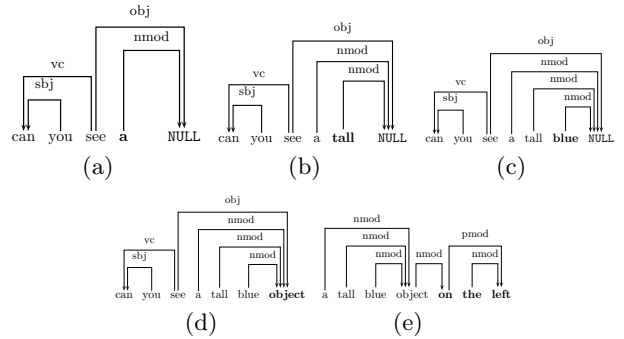 obj
nmod
vc
sbj
can you see a NULL
(a)
obj
nmod
nmod
vc
sbj
can you see a tall NULL
(b)
obj
nmod
nmod
nmod
vc
sbj
can you see a tall blue NULL
(c)
obj
nmod
nmod
nmod
vc
sbj
can you see a tall blue object
(d)
nmod
nmod
nmod
nmod
pmod
nmod
a tall blue object on the left
(e)